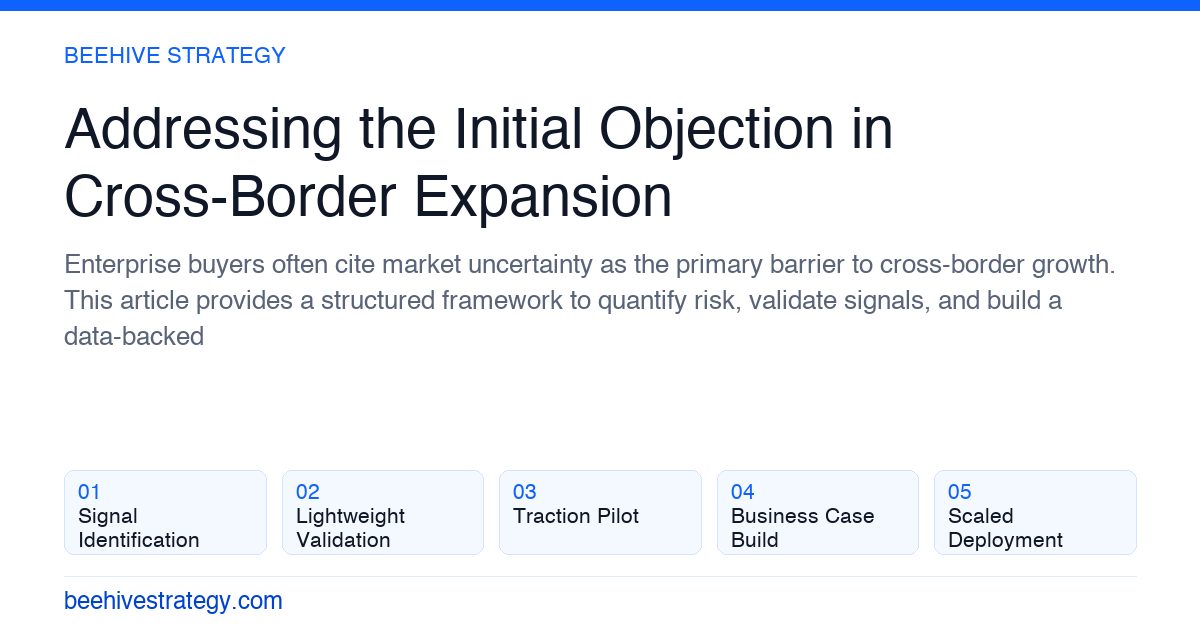 BEEHIVE STRATEGY
Addressing the Initial Objection in
Cross-Border Expansion
Enterprise buyers often cite market uncertainty as the primary barrier to cross-border growth.
This article provides a structured framework to quantify risk, validate signals, and build a
data-backed
01
Signal
Identification
02
Lightweight
Validation
03
Traction Pilot
04
Business Case
Build
05
Scaled
Deployment
beehivestrategy.com